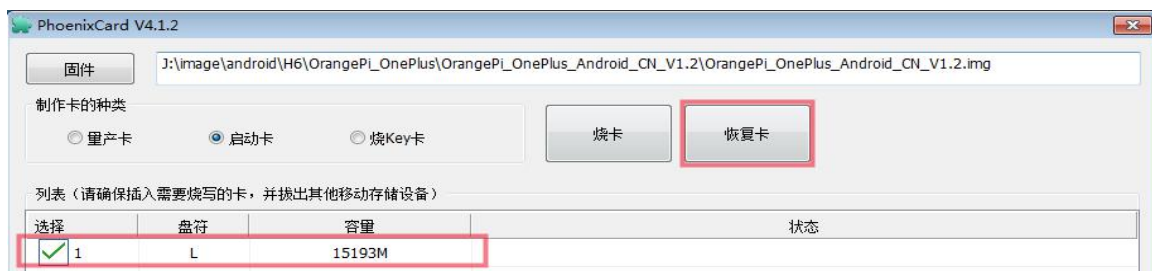 PhoenixCard V4.1.2
固件 J:\image\android\H6\OrangePi_OnePlus\OrangePi_OnePlus_Android_CN_V1.2\OrangePi_OnePlus_Android_CN_V1.2.img
制作卡的种类
量产卡 启动卡 烧Key卡 烧卡 恢复卡
列表（请确保插入需要烧写的卡，并拔出其他移动存储设备）
选择 盘符 容量 状态
1 L 15193M